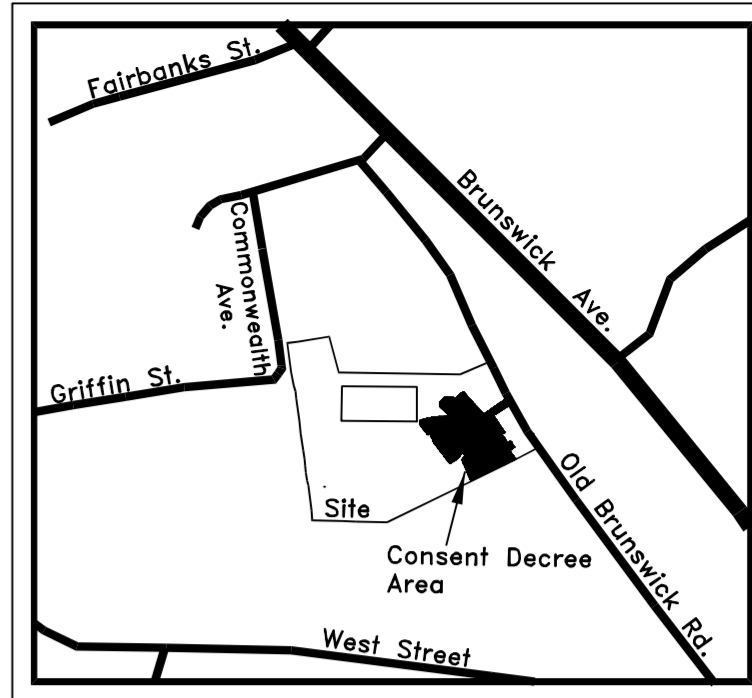 Fairbanks St.
Brunswick Ave.
Commonwealth
Ave.
Griffin St.
Site
Old Brunswick Rd.
Consent Decree
Area
West Street